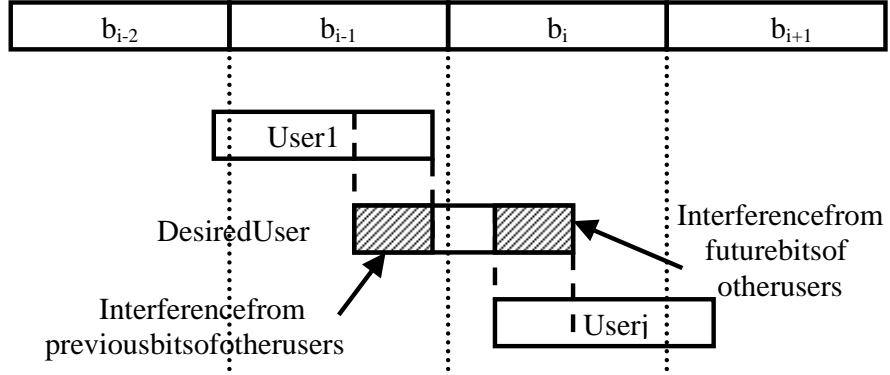 b_{i-2} b_{i-1} b_i b_{i+1}
User1
DesiredUser
Interferencefrom
futurebitsof
otherusers
Interferencefrom
previousbitsofotherusers
Userj